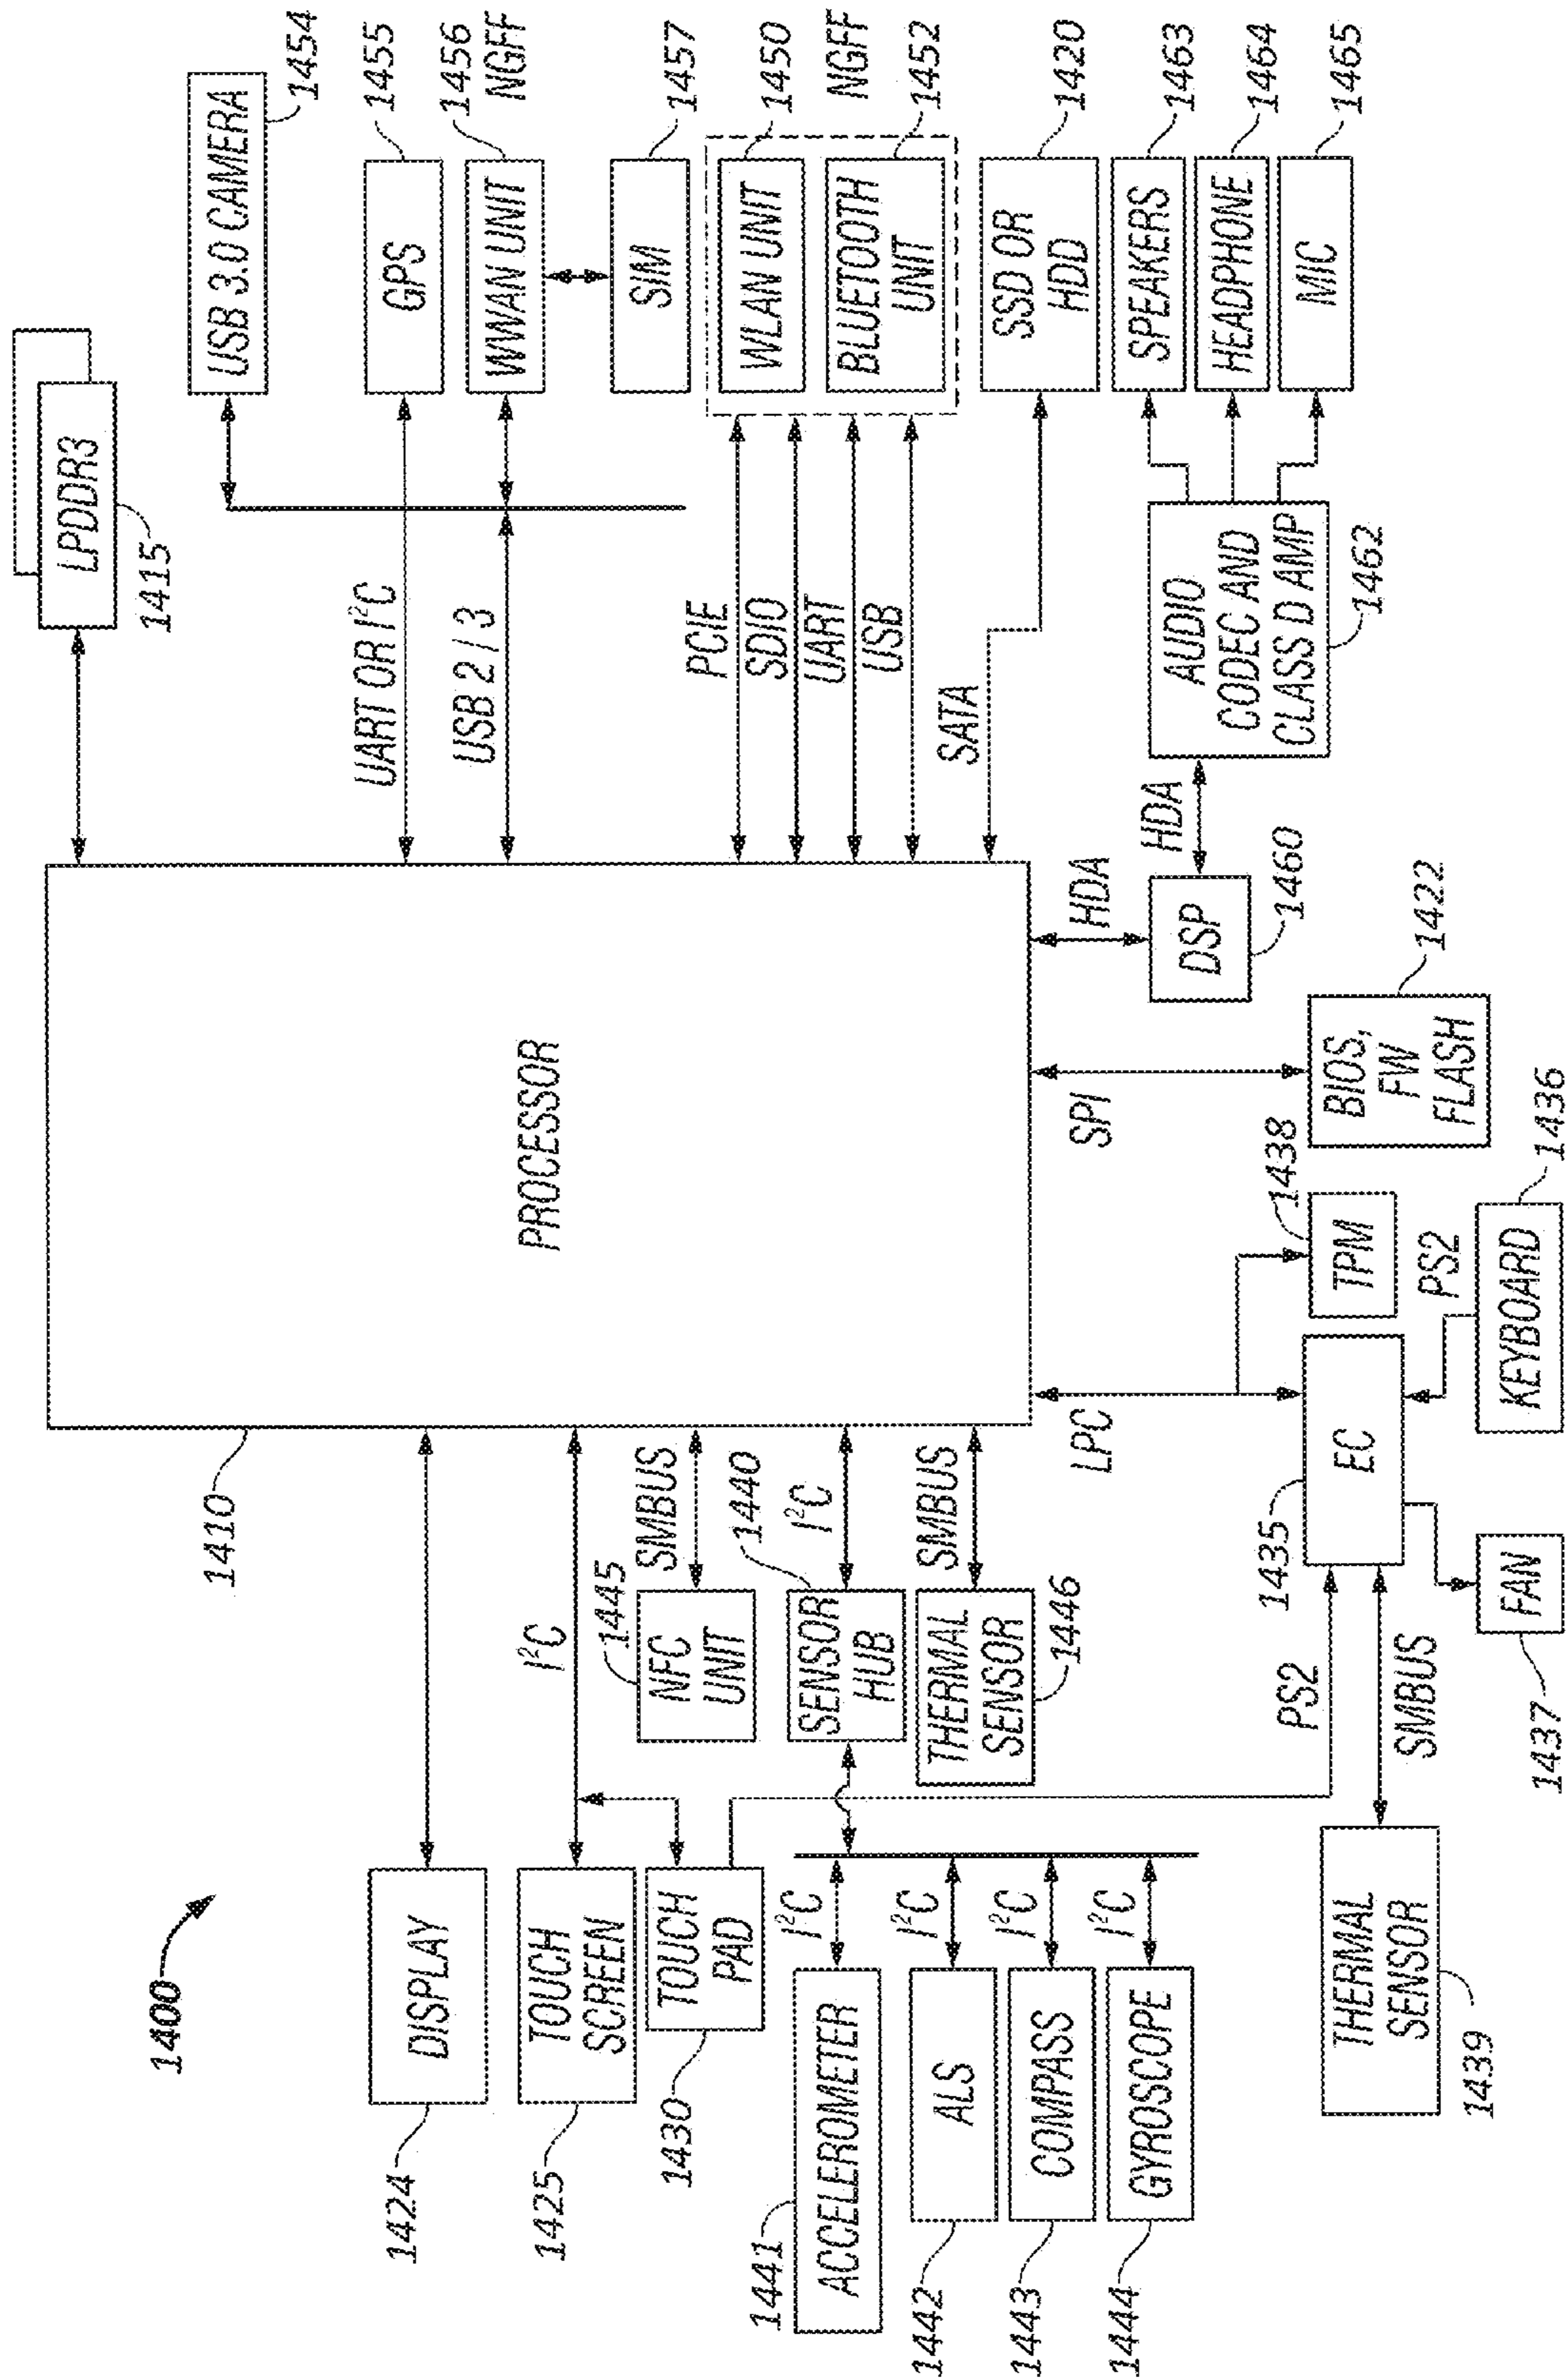 1400
LPDDR3
1415
1410
PROCESSOR
USB 3.0 CAMERA
1454
DISPLAY
1424
UART OR I²C
GPS
1455
USB 2 / 3
WWAN UNIT
1456
NGFF
SIM
1457
TOUCH
SCREEN
1425
I²C
TOUCH
PAD
1430
NFC
UNIT
1445
SMBUS
SENSOR
HUB
1440
I²C
THERMAL
SENSOR
1446
SMBUS
PCIE
SDIO
UART
USB
WLAN UNIT
1450
BLUETOOTH
UNIT
NGFF
1452
SATA
SSD OR
HDD
1420
1441
ACCELEROMETER
I²C
1442
ALS
I²C
1443
COMPASS
I²C
1444
GYROSCOPE
I²C
LPC
SPI
HDA
DSP
1460
HDA
AUDIO
CODEC AND
CLASS D AMP
1462
SPEAKERS
1463
HEADPHONE
1464
MIC
1465
THERMAL
SENSOR
1439
PS2
SMBUS
1435
EC
TPM
1438
BIOS,
FW
FLASH
1422
FAN
1437
PS2
KEYBOARD
1436